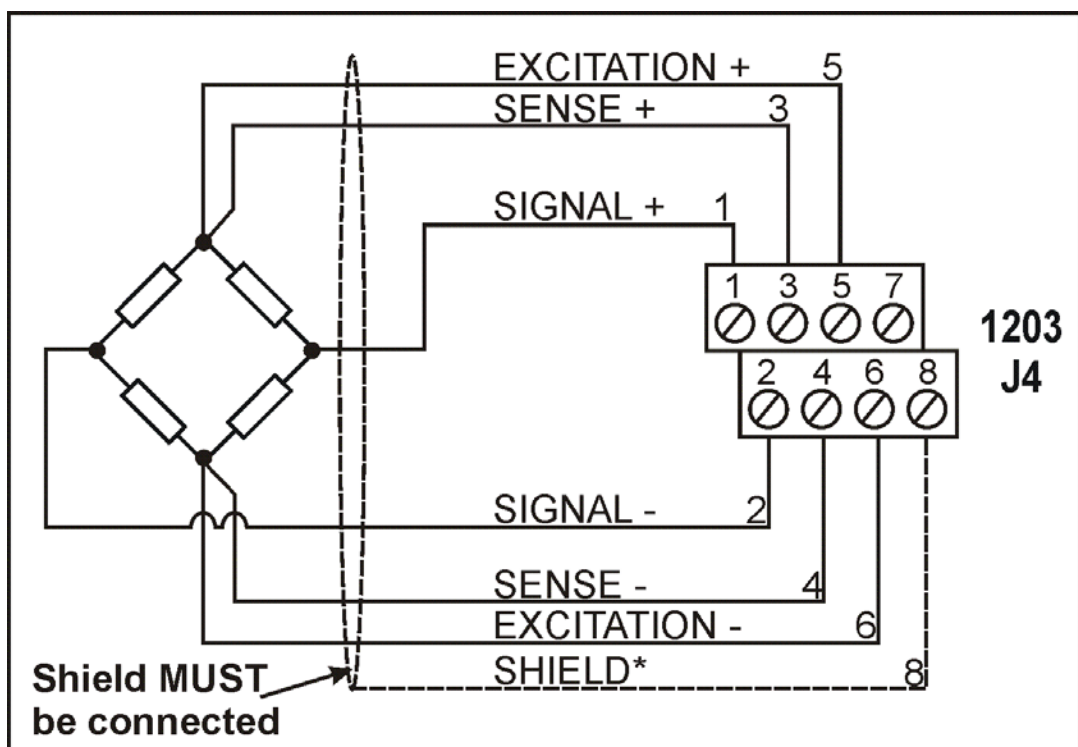 EXCITATION + 5
SENSE + 3
SIGNAL + 1
1 3 5 7
1203
J4
2 4 6 8
SIGNAL - 2
SENSE - 4
EXCITATION - 6
SHIELD* 8
Shield MUST
be connected